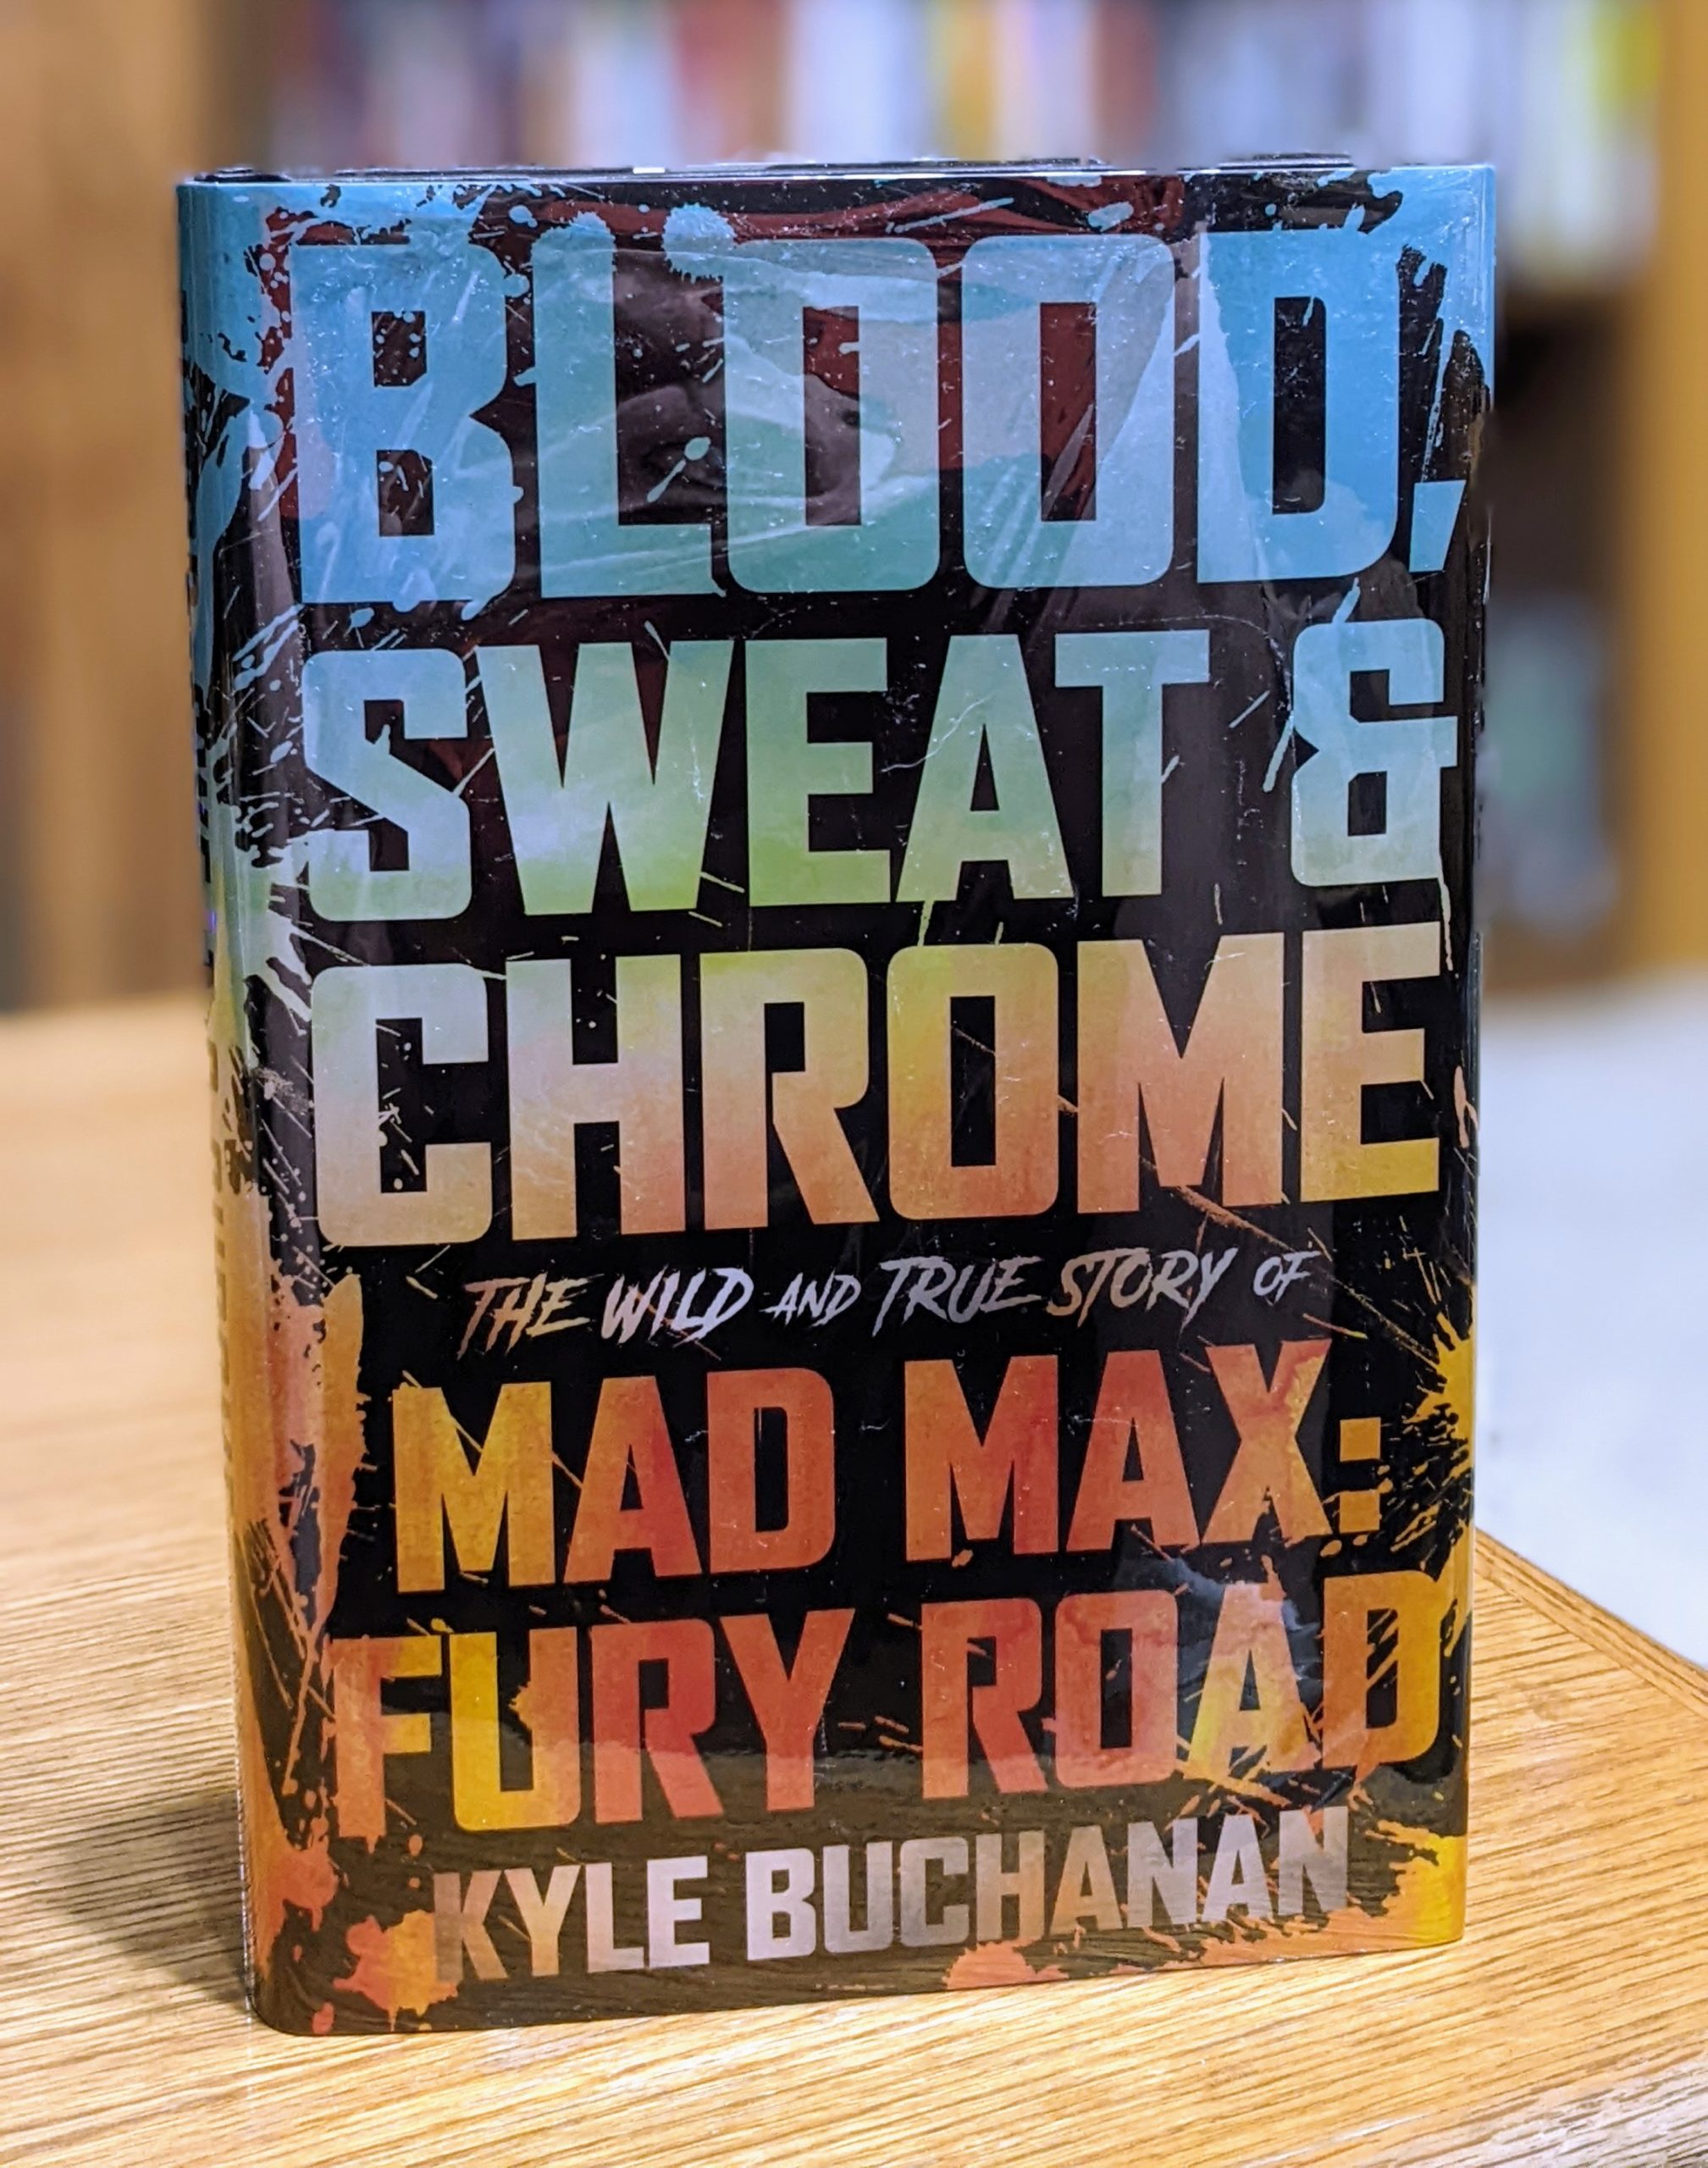 BLOOD,
SWEAT &
CHROME
THE WILD AND TRUE STORY OF
MAD MAX:
FURY ROAD
KYLE BUCHANAN